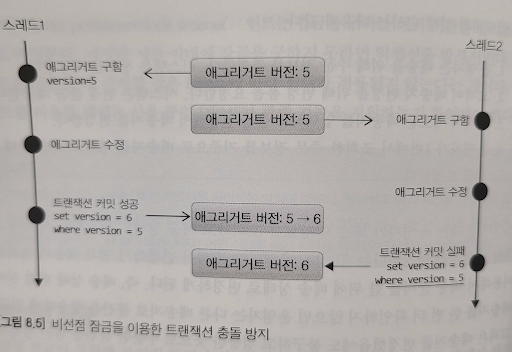 스레드1
애그리거트 구함
version=5
애그리거트 버전: 5
스레드2
애그리거트 버전: 5
애그리거트 구함
애그리거트 수정
애그리거트 수정
트랜잭션 커밋 성공
set version = 6
where version = 5
애그리거트 버전: 5 → 6
애그리거트 버전: 6
트랜잭션 커밋 실패
set version = 6
where version = 5
그림 8.5] 비선점 잠금을 이용한 트랜잭션 충돌 방지